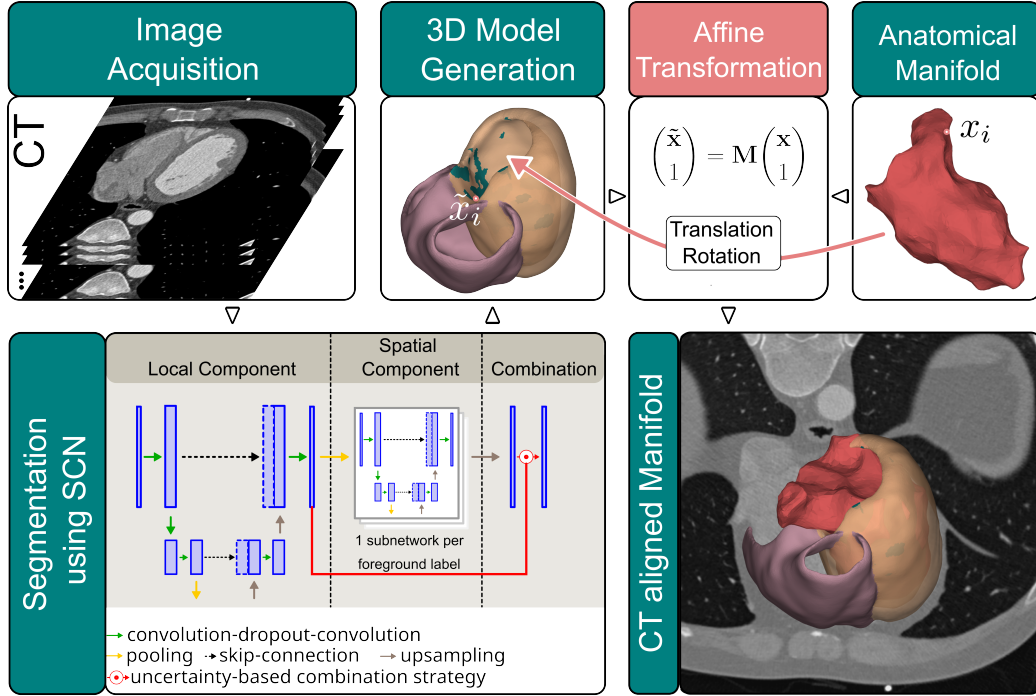 Image
Acquisition
3D Model
Generation
Affine
Transformation
Anatomical
Manifold
CT
...
x̃ᵢ
(x̃ 1) = M (x 1)
Translation
Rotation
xᵢ
Segmentation
using SCN
Local Component
Spatial
Component
Combination
1 subnetwork per
foreground label
convolution-dropout-convolution
pooling
skip-connection
upsampling
uncertainty-based combination strategy
CT aligned Manifold